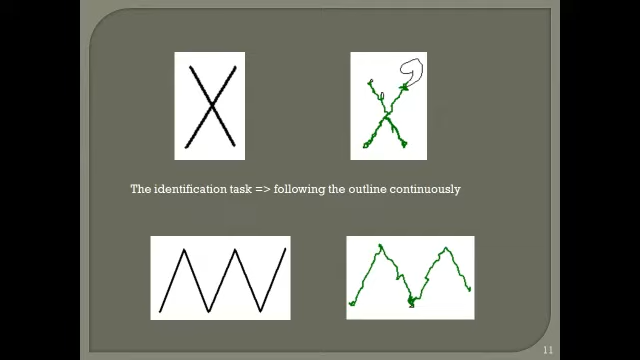 The identification task => following the outline continuously
11